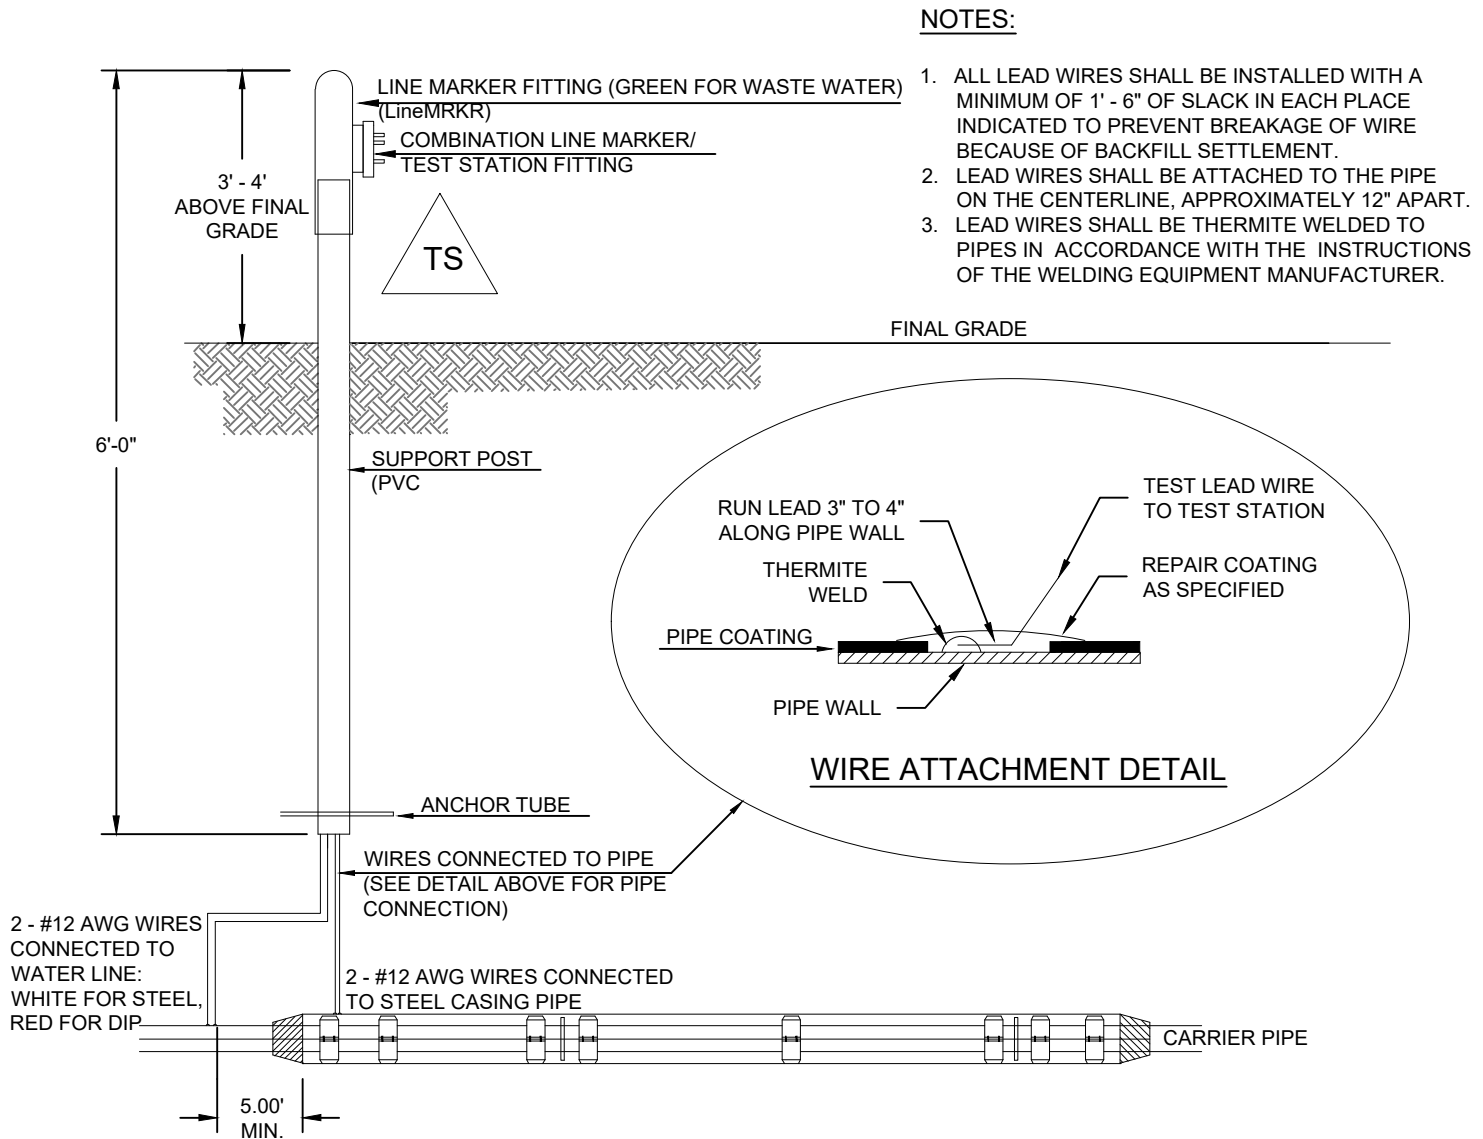 NOTES:
1. ALL LEAD WIRES SHALL BE INSTALLED WITH A
MINIMUM OF 1' - 6" OF SLACK IN EACH PLACE
INDICATED TO PREVENT BREAKAGE OF WIRE
BECAUSE OF BACKFILL SETTLEMENT.
2. LEAD WIRES SHALL BE ATTACHED TO THE PIPE
ON THE CENTERLINE, APPROXIMATELY 12" APART.
3. LEAD WIRES SHALL BE THERMITE WELDED TO
PIPES IN ACCORDANCE WITH THE INSTRUCTIONS
OF THE WELDING EQUIPMENT MANUFACTURER.
LINE MARKER FITTING (GREEN FOR WASTE WATER)
(LineMRKR)
COMBINATION LINE MARKER/
TEST STATION FITTING
3' - 4'
ABOVE FINAL
GRADE
TS
FINAL GRADE
6'-0"
SUPPORT POST
(PVC
RUN LEAD 3" TO 4"
ALONG PIPE WALL
TEST LEAD WIRE
TO TEST STATION
THERMITE
WELD
REPAIR COATING
AS SPECIFIED
PIPE COATING
PIPE WALL
WIRE ATTACHMENT DETAIL
ANCHOR TUBE
WIRES CONNECTED TO PIPE
(SEE DETAIL ABOVE FOR PIPE
CONNECTION)
2 - #12 AWG WIRES
CONNECTED TO
WATER LINE:
WHITE FOR STEEL,
RED FOR DIP
2 - #12 AWG WIRES CONNECTED
TO STEEL CASING PIPE
CARRIER PIPE
5.00'
MIN.